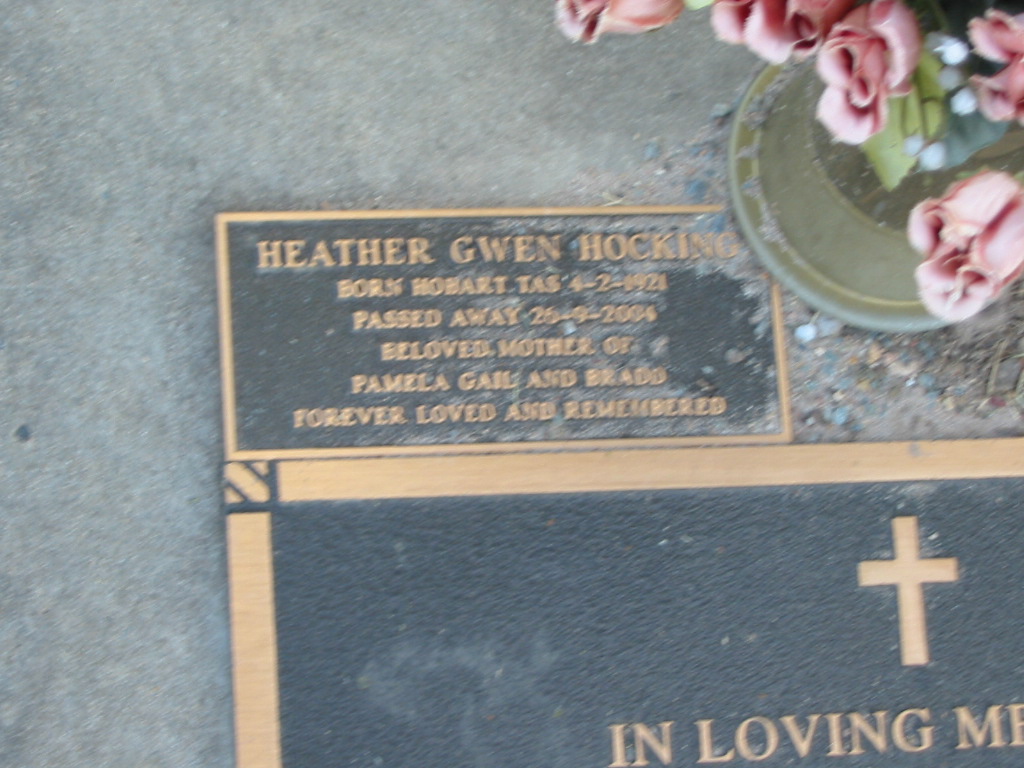 HEATHER GWEN HOCKING
BORN HOBART TAS 4-2-1921
PASSED AWAY 26-9-2004
BELOVED MOTHER OF
PAMELA GAIL AND BRADD
FOREVER LOVED AND REMEMBERED
IN LOVING ME